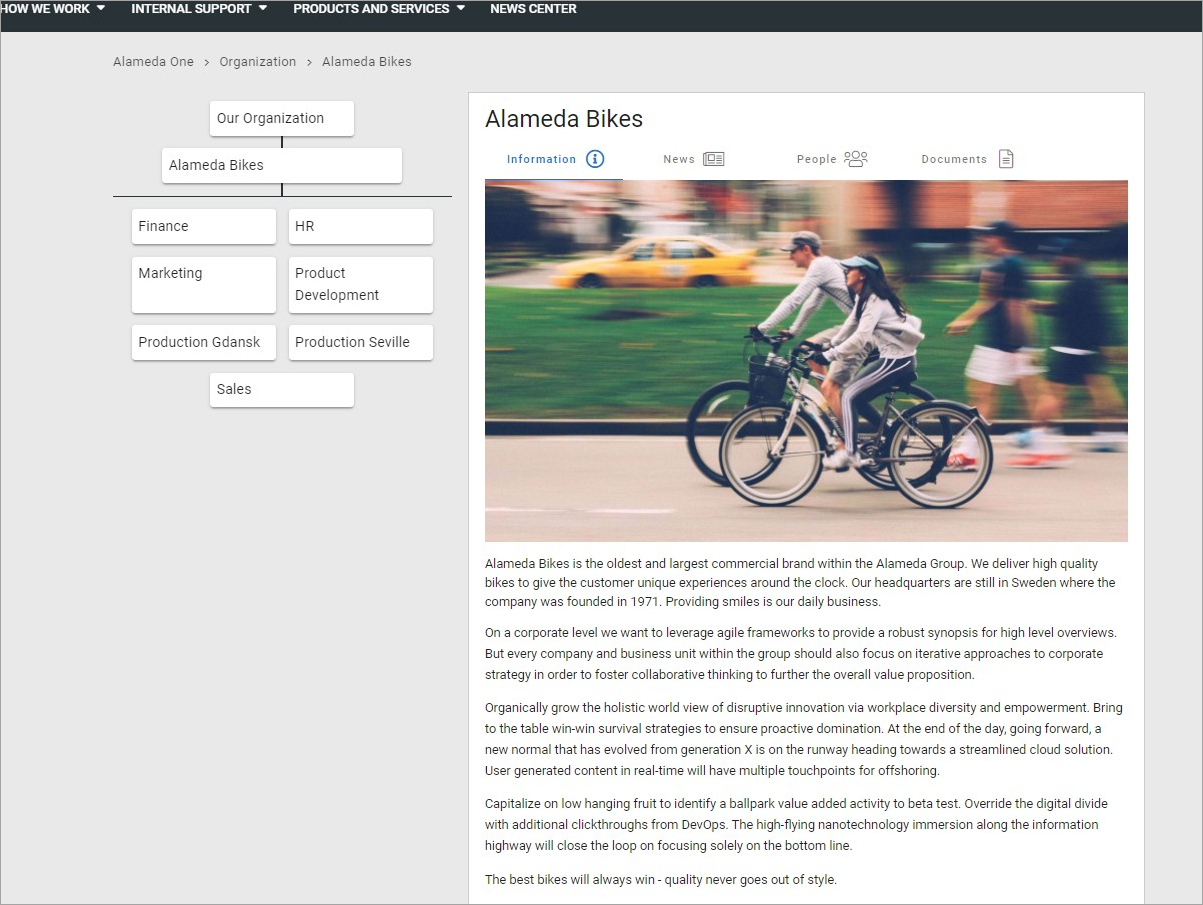 HOW WE WORK INTERNAL SUPPORT PRODUCTS AND SERVICES NEWS CENTER
Alameda One > Organization > Alameda Bikes
Our Organization
Alameda Bikes
Finance HR
Marketing Product
Development
Production Gdansk Production Seville
Sales
Alameda Bikes
Information News People Documents
Alameda Bikes is the oldest and largest commercial brand within the Alameda Group. We deliver high quality
bikes to give the customer unique experiences around the clock. Our headquarters are still in Sweden where the
company was founded in 1971. Providing smiles is our daily business.
On a corporate level we want to leverage agile frameworks to provide a robust synopsis for high level overviews.
But every company and business unit within the group should also focus on iterative approaches to corporate
strategy in order to foster collaborative thinking to further the overall value proposition.
Organically grow the holistic world view of disruptive innovation via workplace diversity and empowerment. Bring
to the table win-win survival strategies to ensure proactive domination. At the end of the day, going forward, a
new normal that has evolved from generation X is on the runway heading towards a streamlined cloud solution.
User generated content in real-time will have multiple touchpoints for offshoring.
Capitalize on low hanging fruit to identify a ballpark value added activity to beta test. Override the digital divide
with additional clickthroughs from DevOps. The high-flying nanotechnology immersion along the information
highway will close the loop on focusing solely on the bottom line.
The best bikes will always win - quality never goes out of style.